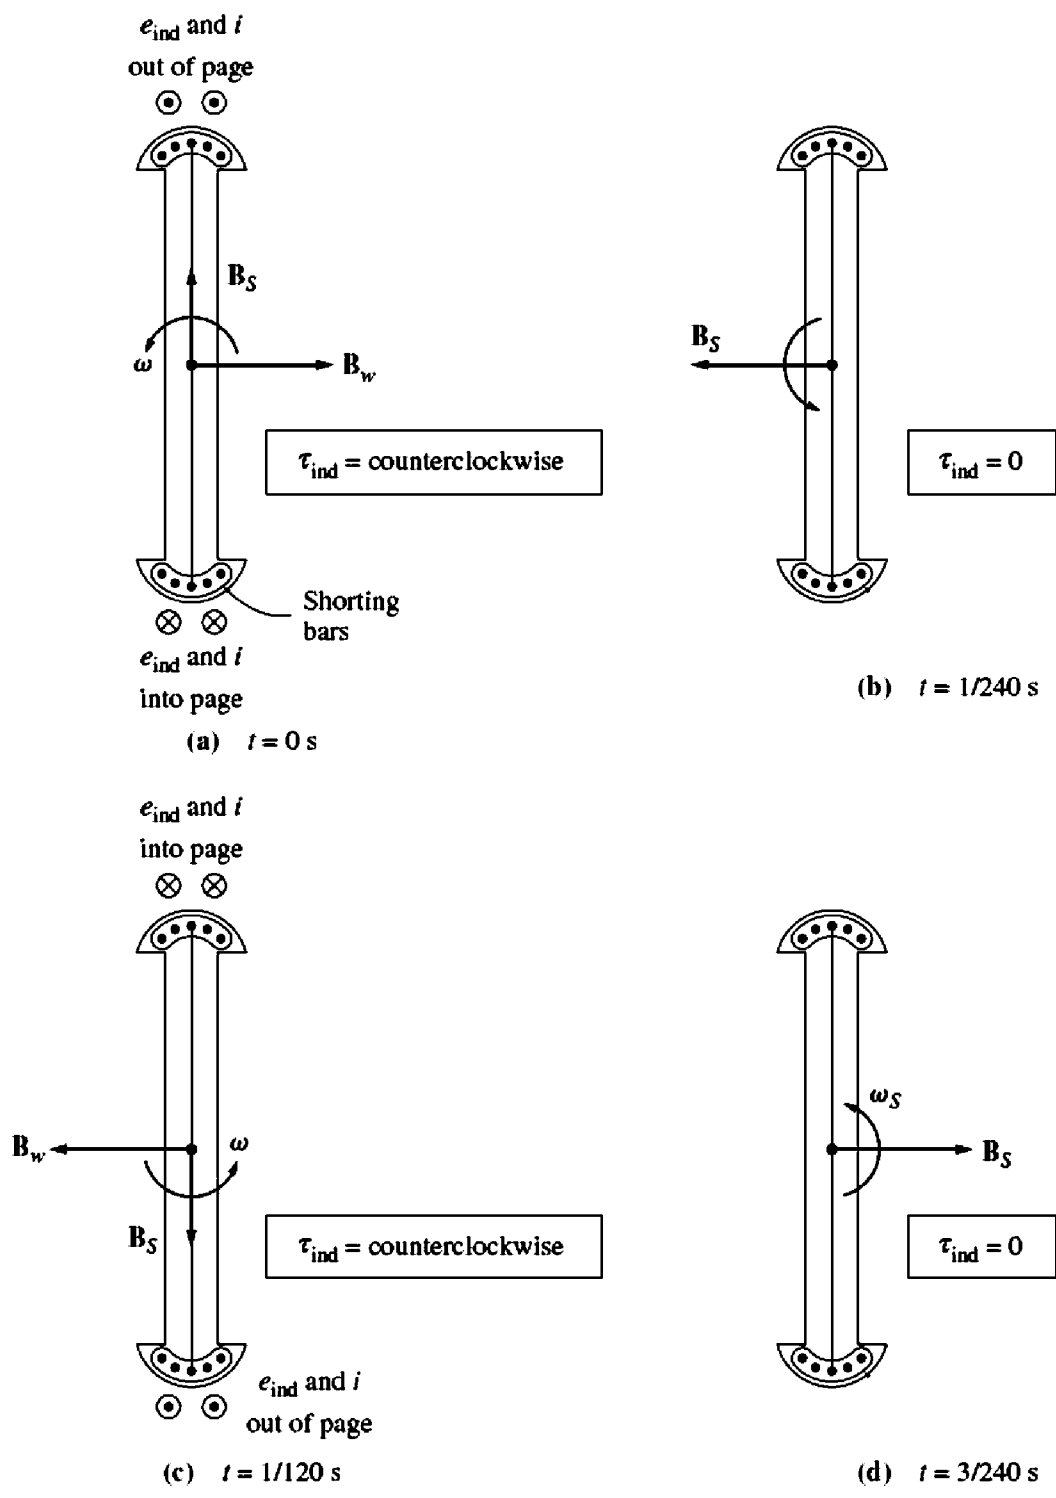 e_ind and i
out of page
B_S
ω
B_w
τ_ind = counterclockwise
Shorting
bars
e_ind and i
into page
(a) t = 0 s
B_S
τ_ind = 0
(b) t = 1/240 s
e_ind and i
into page
B_w
ω
B_S
τ_ind = counterclockwise
e_ind and i
out of page
(c) t = 1/120 s
ω_S
B_S
τ_ind = 0
(d) t = 3/240 s